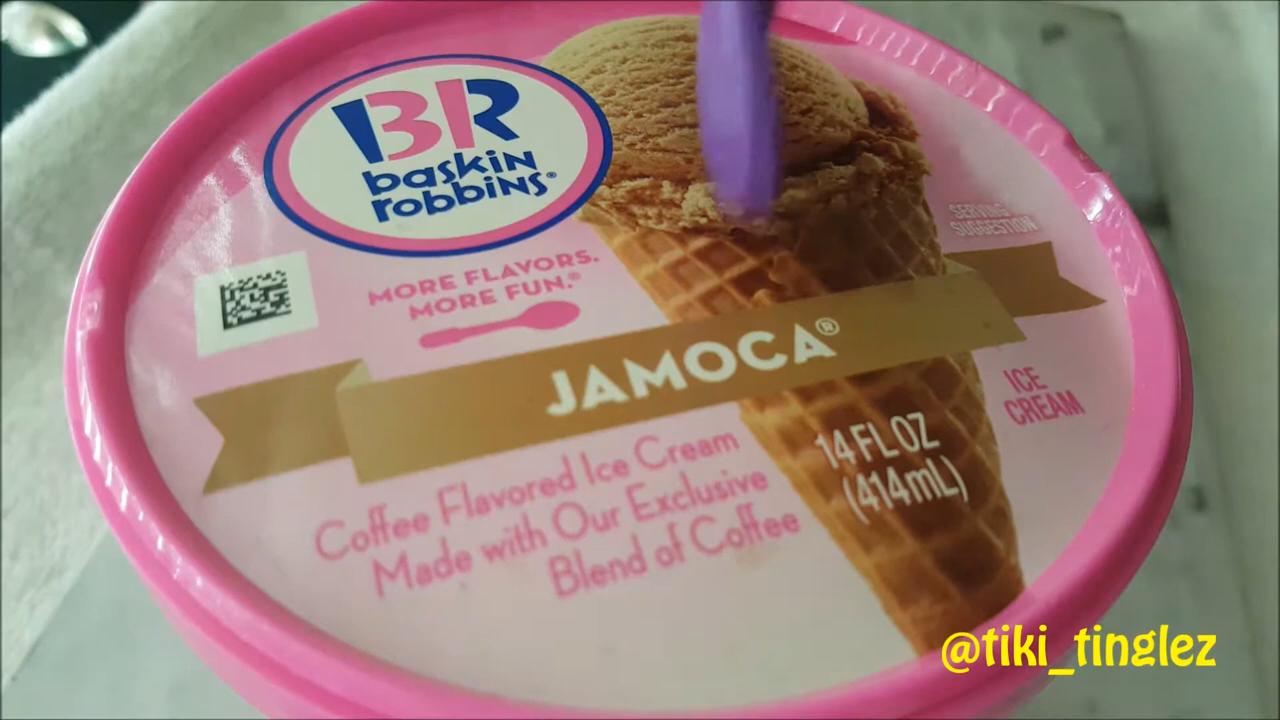 BR
baskin
robbins®
MORE FLAVORS.
MORE FUN.®
SERVING
SUGGESTION
JAMOCA®
ICE
CREAM
14 FL OZ
(414mL)
Coffee Flavored Ice Cream
Made with Our Exclusive
Blend of Coffee
@tiki_tinglez